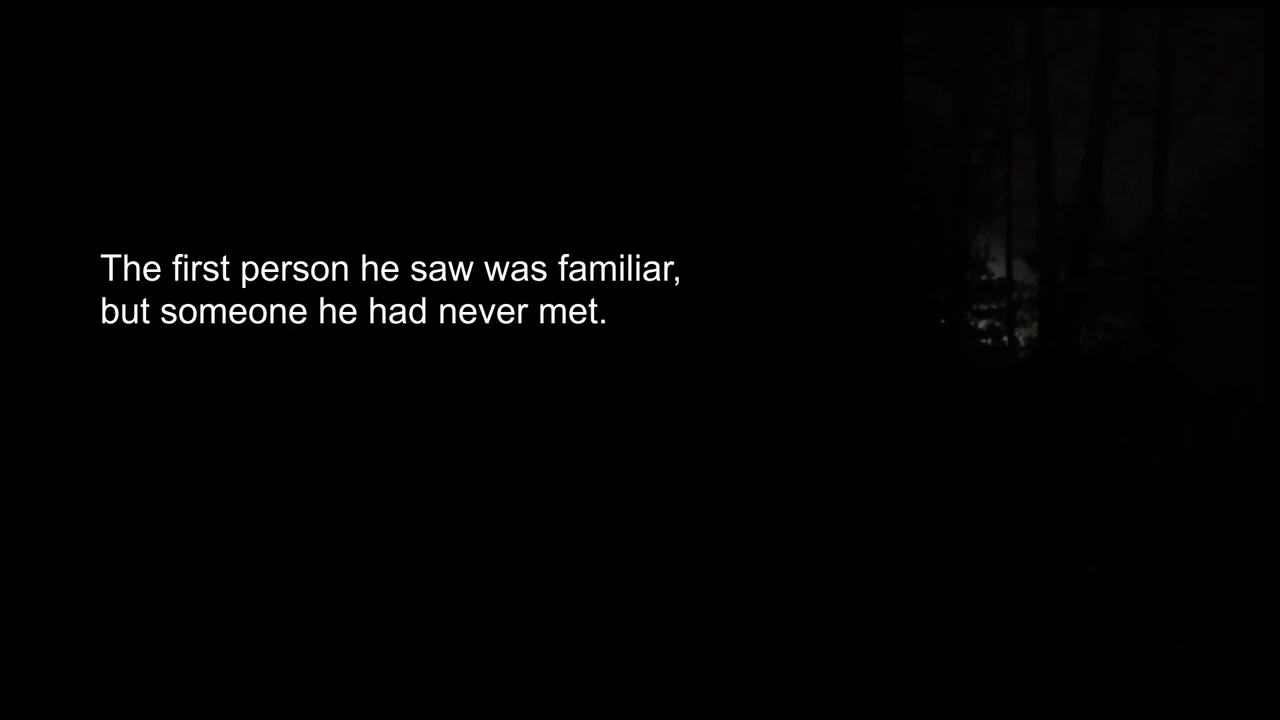 The first person he saw was familiar,
but someone he had never met.